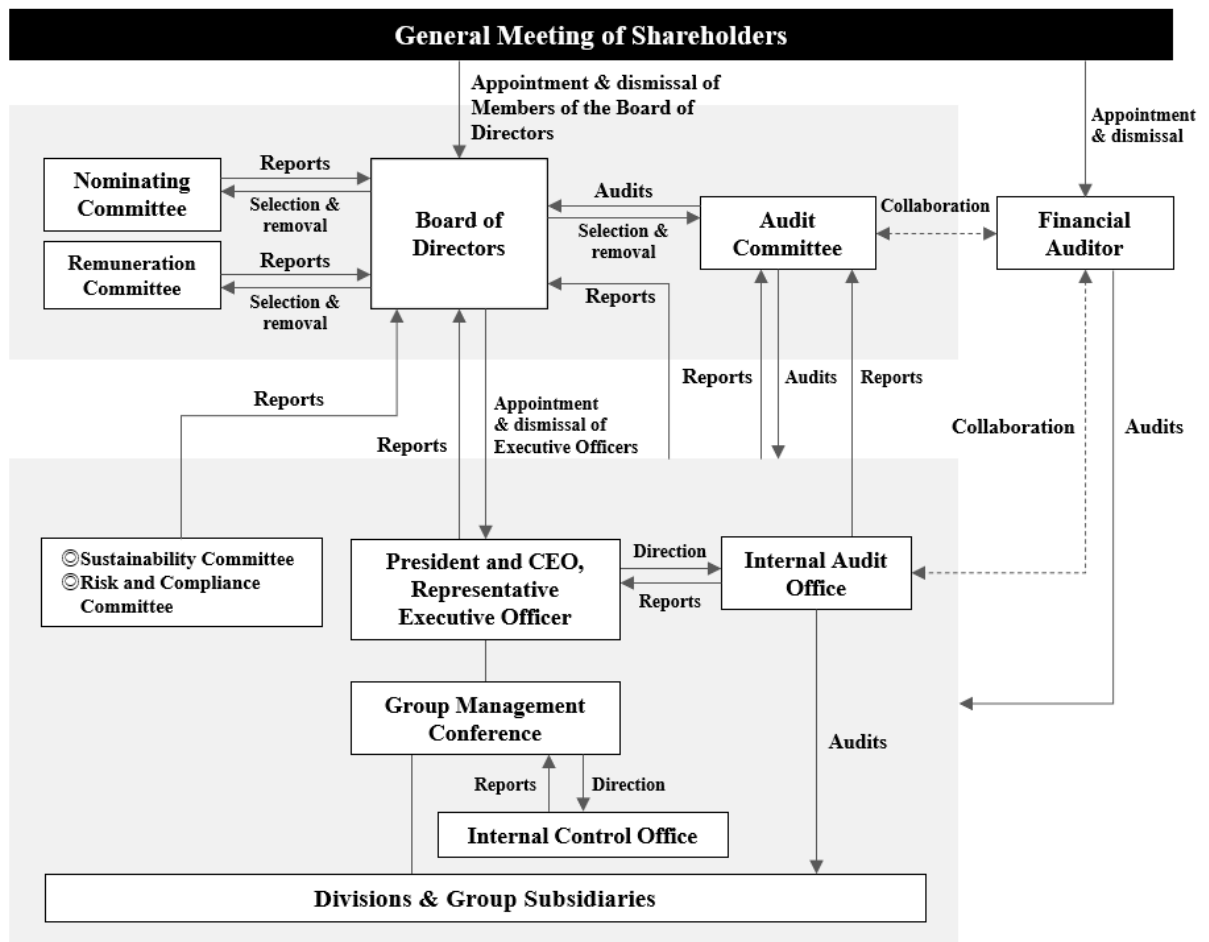 General Meeting of Shareholders
Appointment & dismissal of
Members of the Board of
Directors
Appointment
& dismissal
Nominating
Committee
Reports
Selection &
removal
Board of
Directors
Audits
Selection &
removal
Audit
Committee
Collaboration
Financial
Auditor
Remuneration
Committee
Reports
Selection &
removal
Reports
Reports
Reports
Appointment
& dismissal of
Executive Officers
Reports
Audits
Reports
Collaboration
Audits
◎Sustainability Committee
◎Risk and Compliance
Committee
President and CEO,
Representative
Executive Officer
Direction
Reports
Internal Audit
Office
Group Management
Conference
Audits
Reports
Direction
Internal Control Office
Divisions & Group Subsidiaries